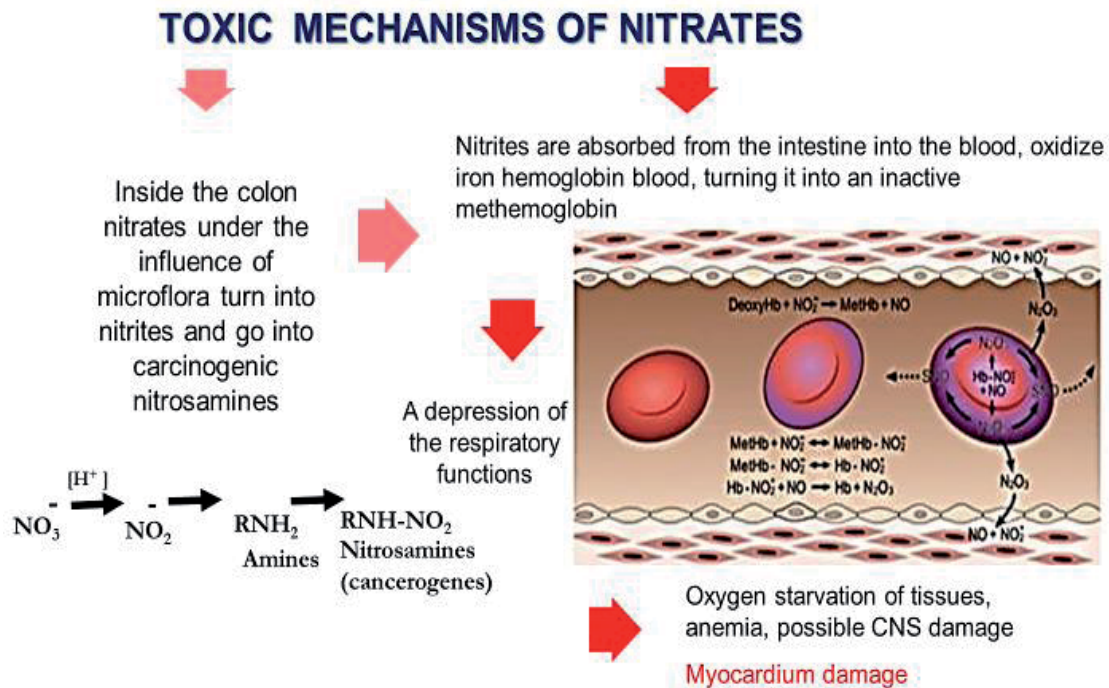 TOXIC MECHANISMS OF NITRATES
Inside the colon
nitrates under the
influence of
microflora turn into
nitrites and go into
carcinogenic
nitrosamines
Nitrites are absorbed from the intestine into the blood, oxidize
iron hemoglobin blood, turning it into an inactive
methemoglobin
A depression of
the respiratory
functions
NO + NO₂⁻
N₂O₃
DeoxyHb + NO₂⁻ → MetHb + NO
N₂O₃
Hb-NO₂⁻
+NO
MetHb + NO₂⁻ ↔ MetHb - NO₂⁻
MetHb - NO₂⁻ ↔ Hb - NO₂⁻
Hb-NO₂⁻ + NO → Hb + N₂O₃
N₂O₃
NO + NO₂⁻
[H⁺]
NO₃⁻
NO₂⁻
RNH₂
Amines
RNH-NO₂
Nitrosamines
(cancerogenes)
Oxygen starvation of tissues,
anemia, possible CNS damage
Myocardium damage